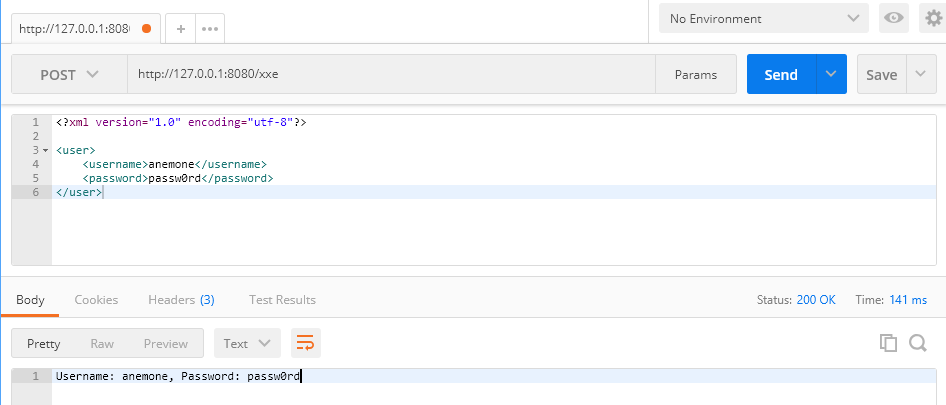 http://127.0.0.1:808
No Environment
POST http://127.0.0.1:8080/xxe Params Send Save
1 <?xml version="1.0" encoding="utf-8"?>
2
3 <user>
4 <username>anemone</username>
5 <password>passw0rd</password>
6 </user>
Body Cookies Headers (3) Test Results Status: 200 OK Time: 141 ms
Pretty Raw Preview Text
1 Username: anemone, Password: passw0rd